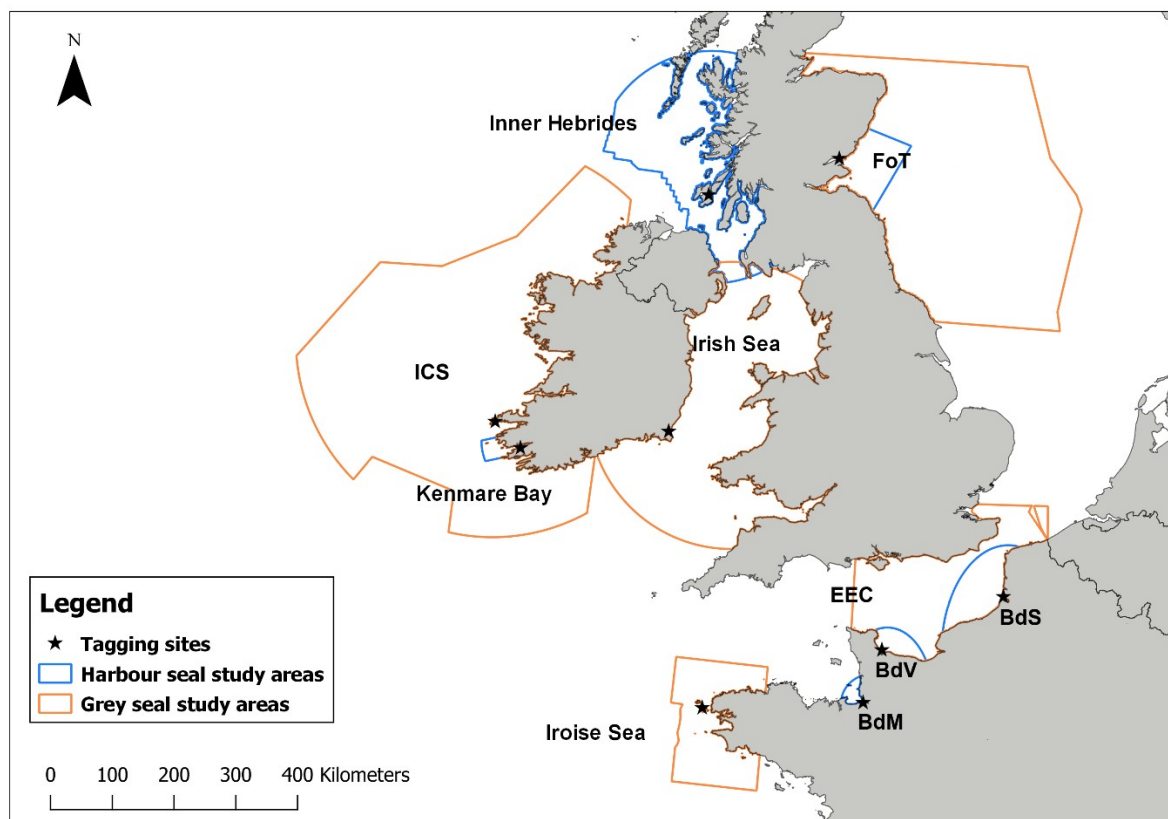 N
Inner Hebrides
FoT
Irish Sea
ICS
Kenmare Bay
EEC
BdS
BdV
BdM
Iroise Sea
Legend
Tagging sites
Harbour seal study areas
Grey seal study areas
0 100 200 300 400 Kilometers